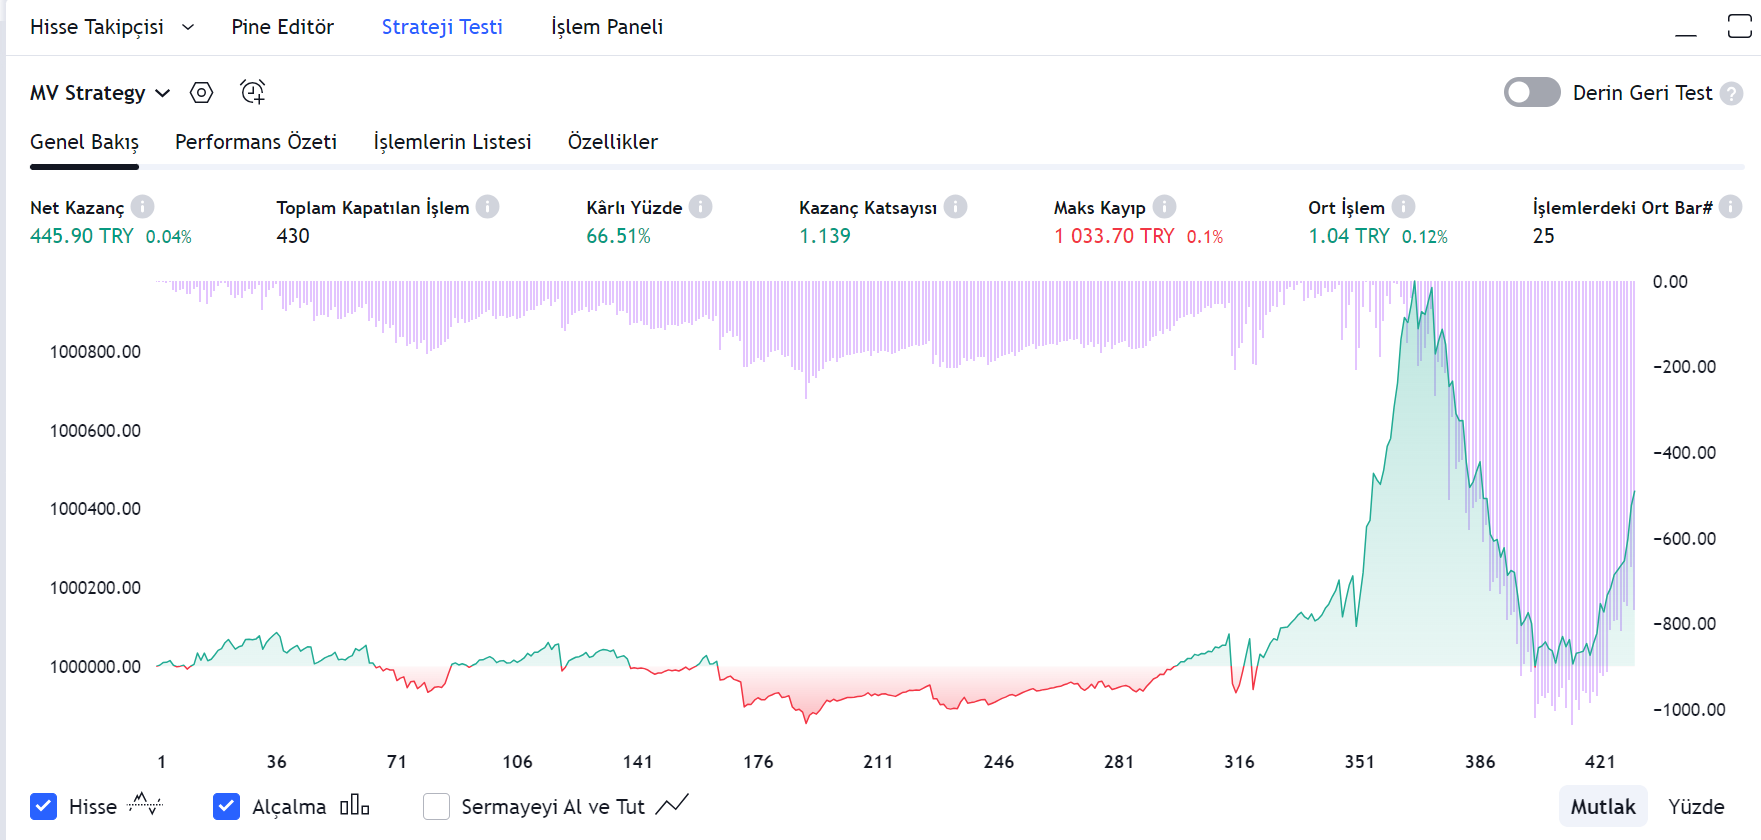 Hisse Takipçisi Pine Editör Strateji Testi İşlem Paneli
MV Strategy Derin Geri Test ?
Genel Bakış Performans Özeti İşlemlerin Listesi Özellikler
Net Kazanç Toplam Kapatılan İşlem Kârlı Yüzde Kazanç Katsayısı Maks Kayıp Ort İşlem İşlemlerdeki Ort Bar#
445.90 TRY 0.04% 430 66.51% 1.139 1 033.70 TRY 0.1% 1.04 TRY 0.12% 25
0.00
1000800.00
−200.00
1000600.00
−400.00
1000400.00
−600.00
1000200.00
−800.00
1000000.00
−1000.00
1 36 71 106 141 176 211 246 281 316 351 386 421
Hisse Alçalma Sermayeyi Al ve Tut Mutlak Yüzde